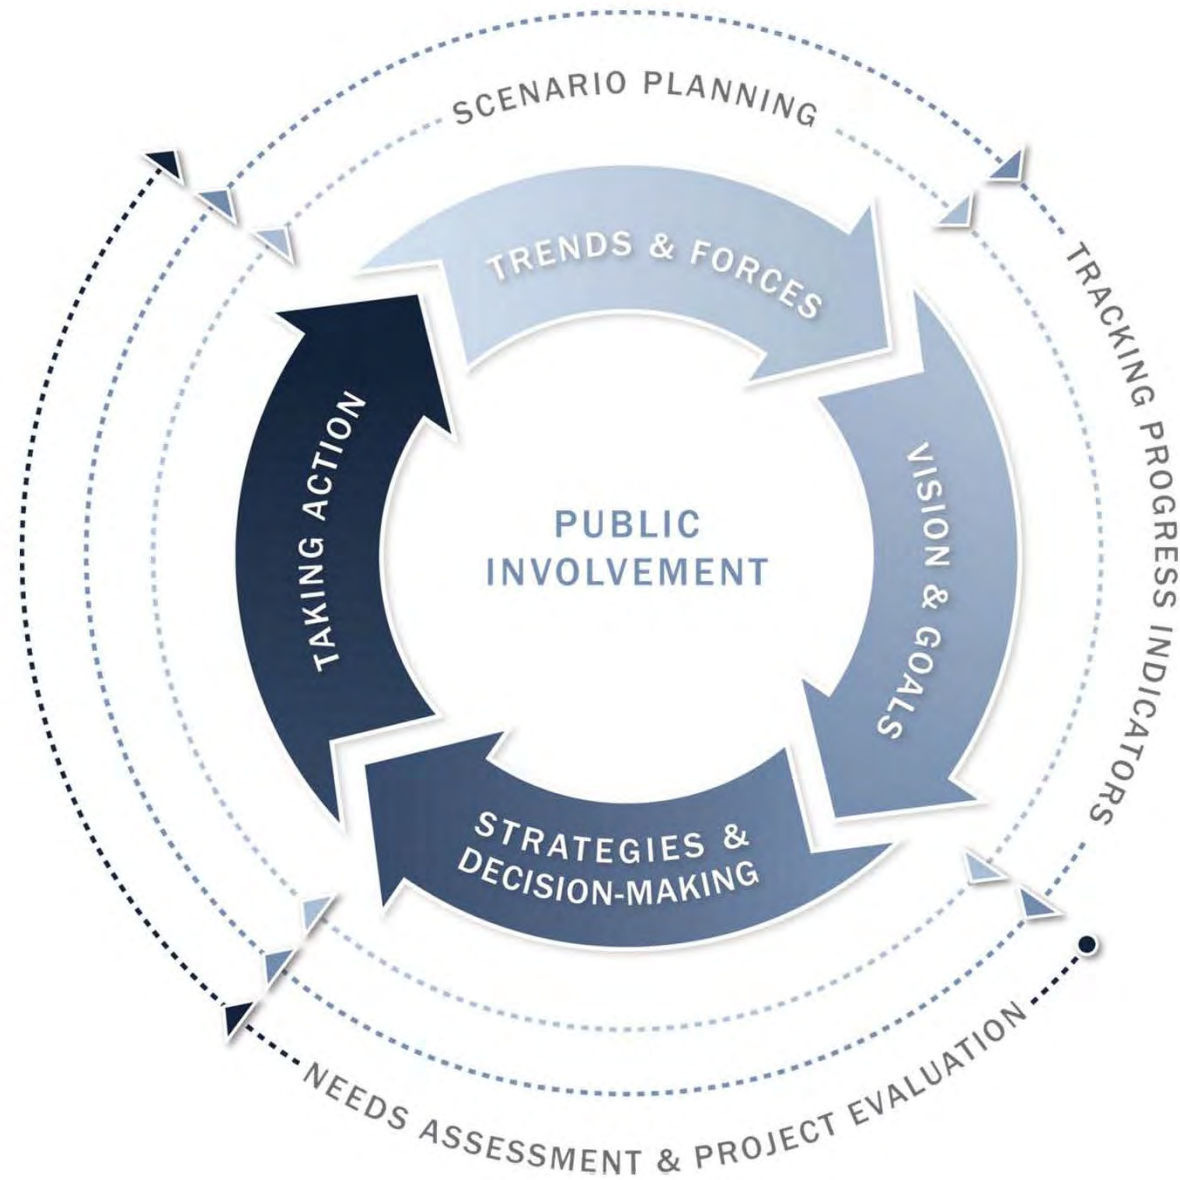 SCENARIO PLANNING
TRENDS & FORCES
TRACKING PROGRESS INDICATORS
VISION & GOALS
PUBLIC
INVOLVEMENT
TAKING ACTION
STRATEGIES &
DECISION-MAKING
NEEDS ASSESSMENT & PROJECT EVALUATION